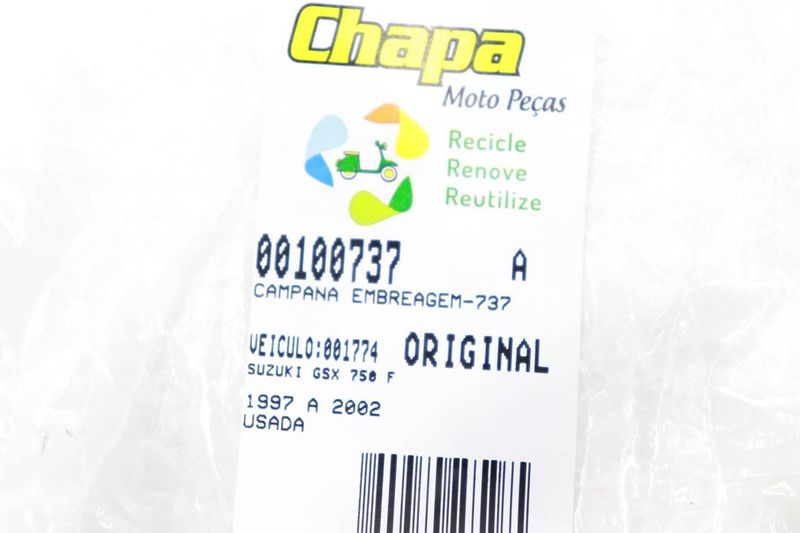 Chapa
Moto Peças
Recicle
Renove
Reutilize
00100737 A
CAMPANA EMBREAGEM-737
VEICULO:001774 ORIGINAL
SUZUKI GSX 750 F
1997 A 2002
USADA